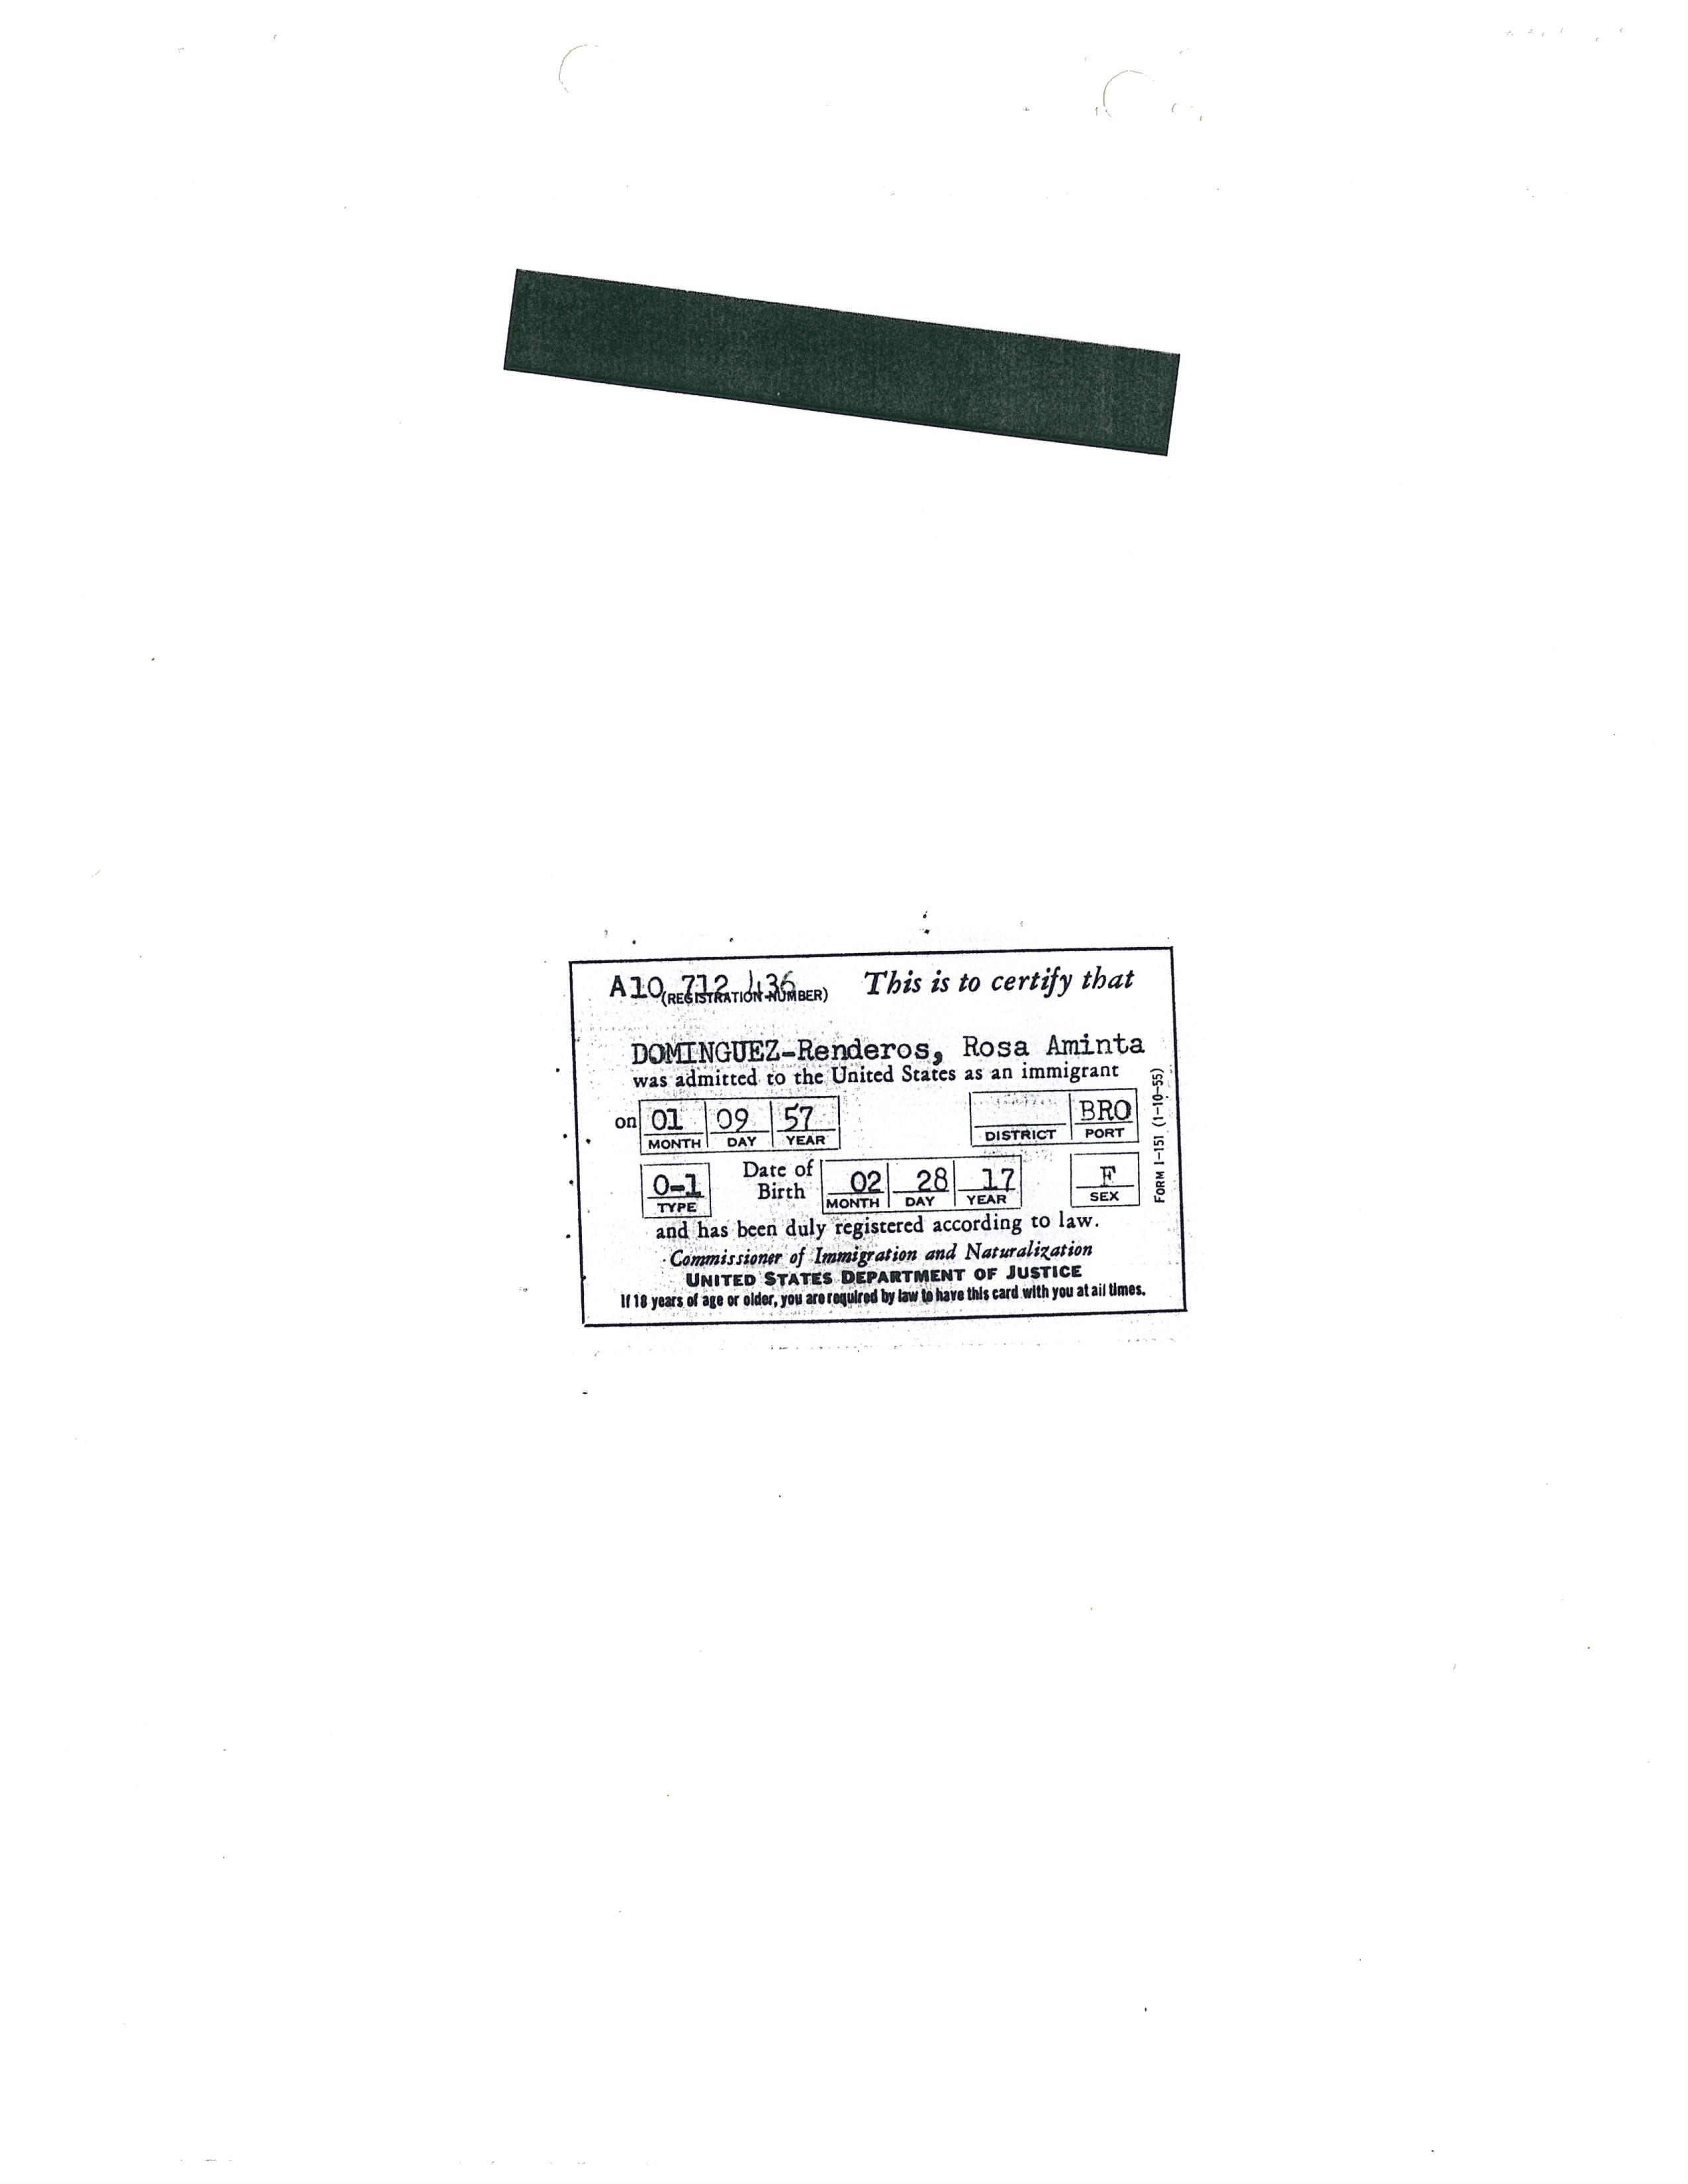 A10 712 436 This is to certify that
(REGISTRATION NUMBER)
DOMINGUEZ-Renderos, Rosa Aminta
was admitted to the United States as an immigrant
on 01 09 57 BRO
MONTH DAY YEAR DISTRICT PORT
O-1 Date of Birth 02 28 17 F
TYPE MONTH DAY YEAR SEX
and has been duly registered according to law.
Commissioner of Immigration and Naturalization
UNITED STATES DEPARTMENT OF JUSTICE
If 18 years of age or older, you are required by law to have this card with you at all times.
FORM I-151 (1-10-55)